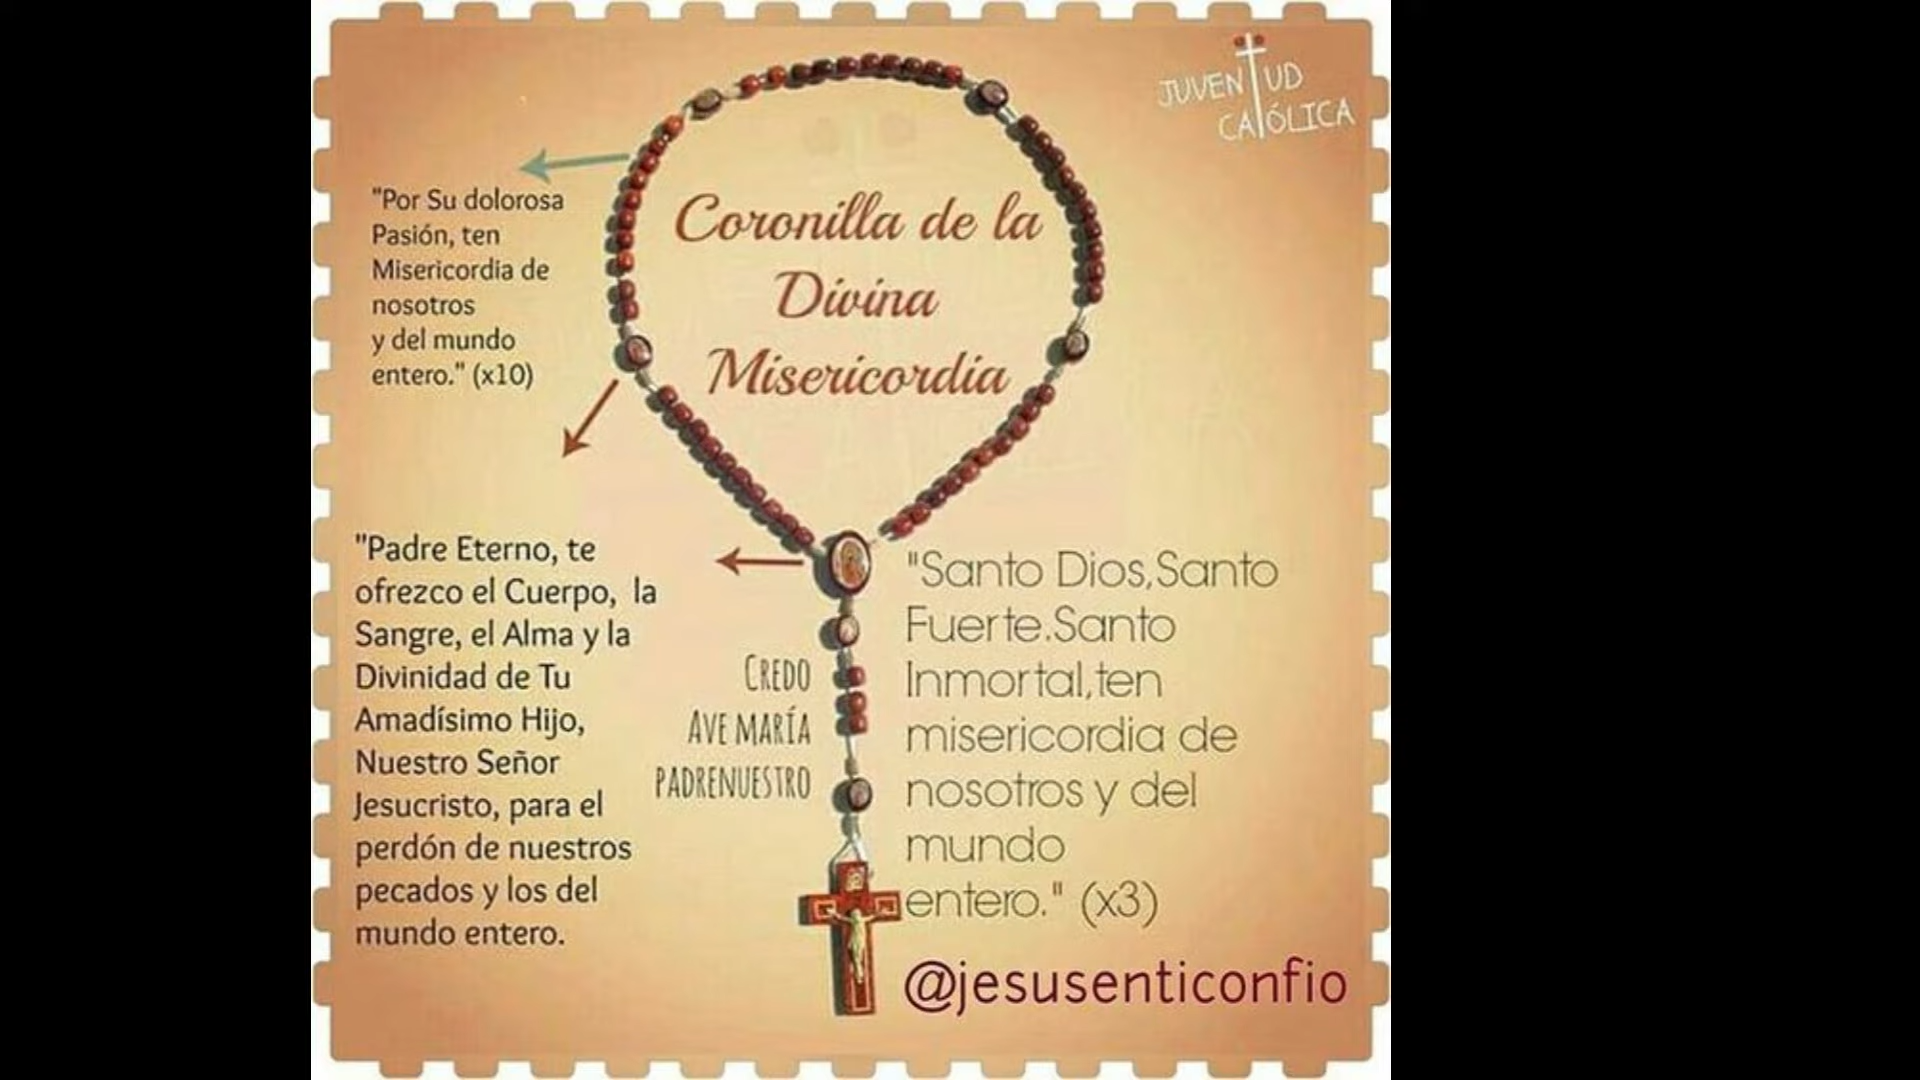 JUVENTUD
CATÓLICA
"Por Su dolorosa
Pasión, ten
Misericordia de
nosotros
y del mundo
entero." (x10)
Coronilla de la
Divina
Misericordia
"Padre Eterno, te
ofrezco el Cuerpo, la
Sangre, el Alma y la
Divinidad de Tu
Amadísimo Hijo,
Nuestro Señor
Jesucristo, para el
perdón de nuestros
pecados y los del
mundo entero.
CREDO
AVE MARÍA
PADRENUESTRO
"Santo Dios,Santo
Fuerte.Santo
Inmortal,ten
misericordia de
nosotros y del
mundo
entero." (x3)
@jesusenticonfio